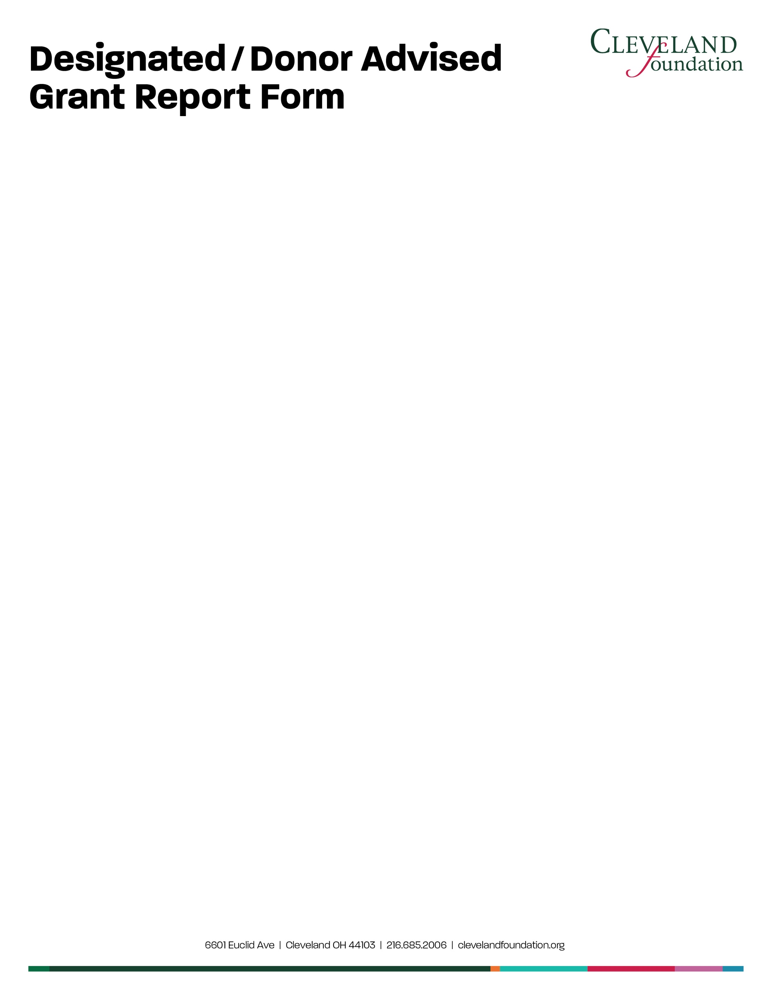 Designated / Donor Advised
Grant Report Form
CLEVELAND
foundation
6601 Euclid Ave | Cleveland OH 44103 | 216.685.2006 | clevelandfoundation.org